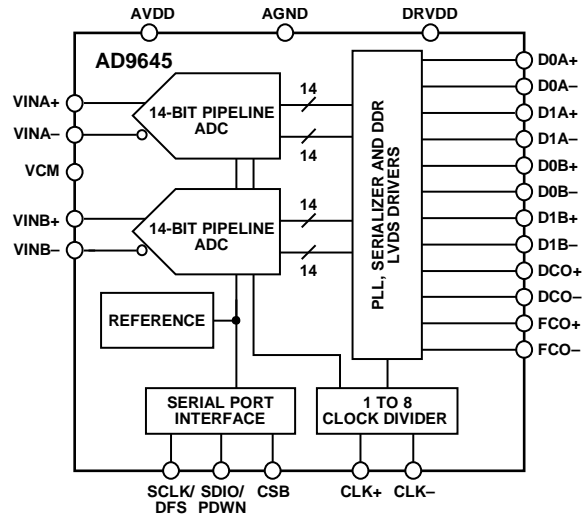 AVDD AGND DRVDD
AD9645
VINA+
VINA–
VCM
VINB+
VINB–
14-BIT PIPELINE
ADC
14
14
14-BIT PIPELINE
ADC
14
14
PLL, SERIALIZER AND DDR
LVDS DRIVERS
D0A+
D0A–
D1A+
D1A–
D0B+
D0B–
D1B+
D1B–
DCO+
DCO–
FCO+
FCO–
REFERENCE
SERIAL PORT
INTERFACE
1 TO 8
CLOCK DIVIDER
SCLK/
DFS
SDIO/
PDWN
CSB
CLK+
CLK–